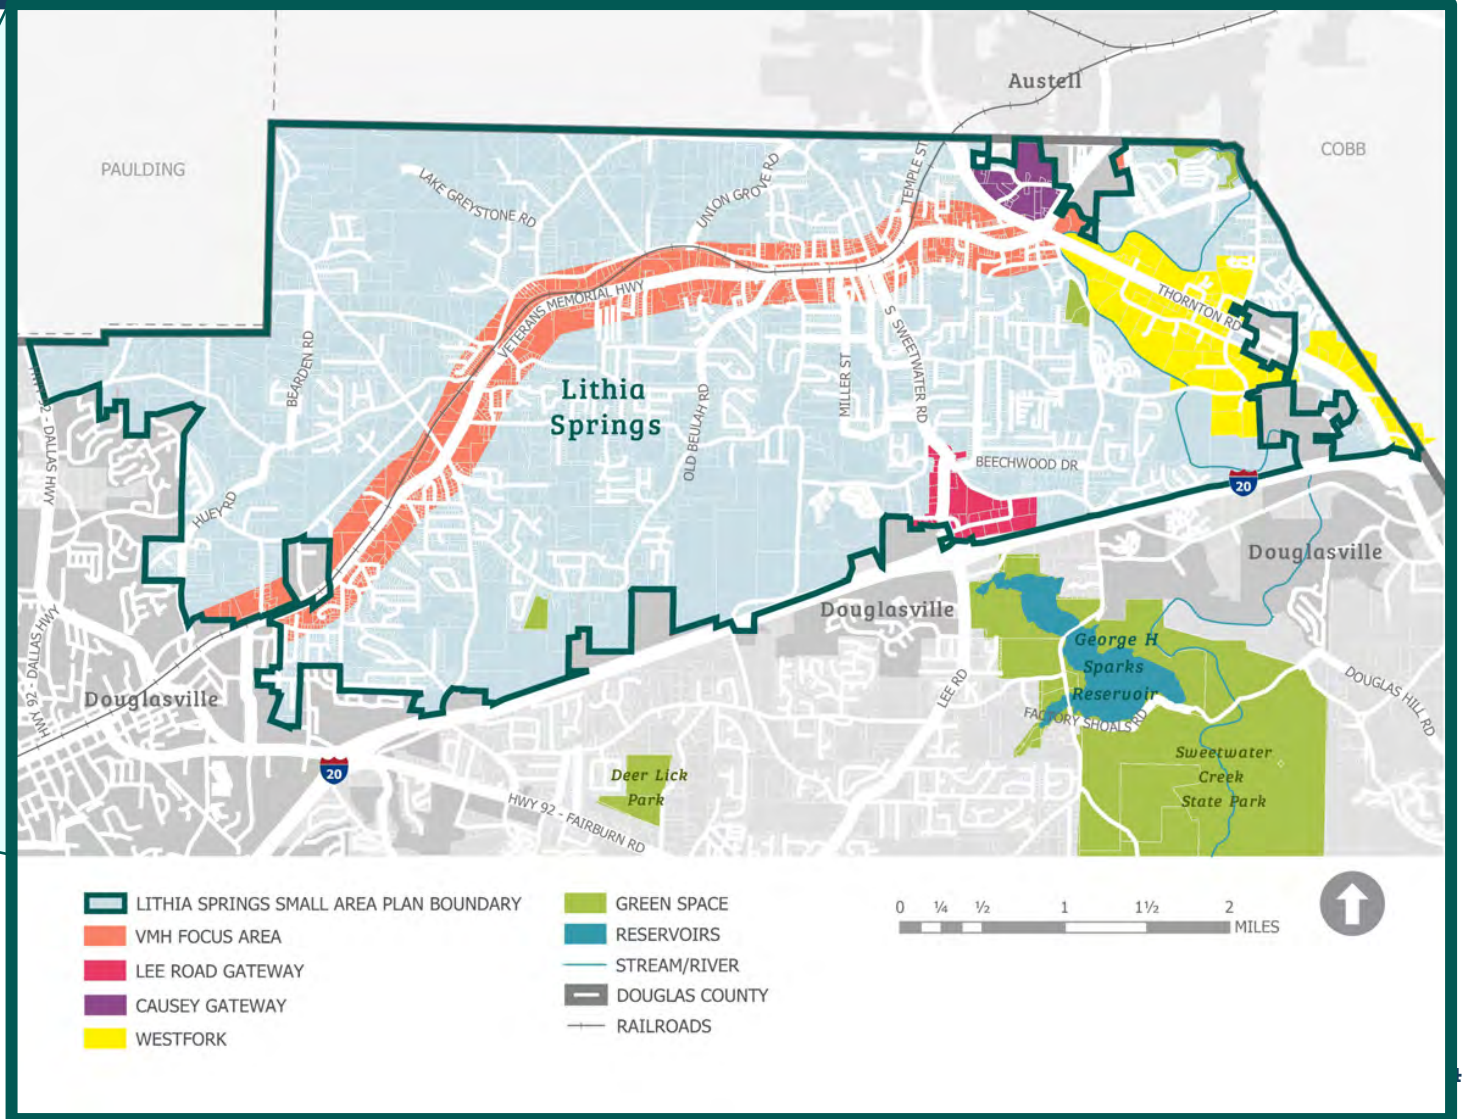 Austell
PAULDING
COBB
LAKE GREYSTONE RD
UNION GROVE RD
TEMPLE ST
VETERANS MEMORIAL HWY
THORNTON RD
BEARDEN RD
Lithia
Springs
S SWEETWATER RD
MILLER ST
OLD BEULAH RD
HWY 92 - DALLAS HWY
BEECHWOOD DR
HUEY RD
20
Douglasville
Douglasville
George H
Sparks
Reservoir
LEE RD
FACTORY SHOALS RD
DOUGLAS HILL RD
HWY 92 - DALLAS HWY
Douglasville
Sweetwater
Creek
State Park
20
Deer Lick
Park
HWY 92 - FAIRBURN RD
LITHIA SPRINGS SMALL AREA PLAN BOUNDARY
VMH FOCUS AREA
LEE ROAD GATEWAY
CAUSEY GATEWAY
WESTFORK
GREEN SPACE
RESERVOIRS
STREAM/RIVER
DOUGLAS COUNTY
RAILROADS
0 ¼ ½ 1 1½ 2
MILES